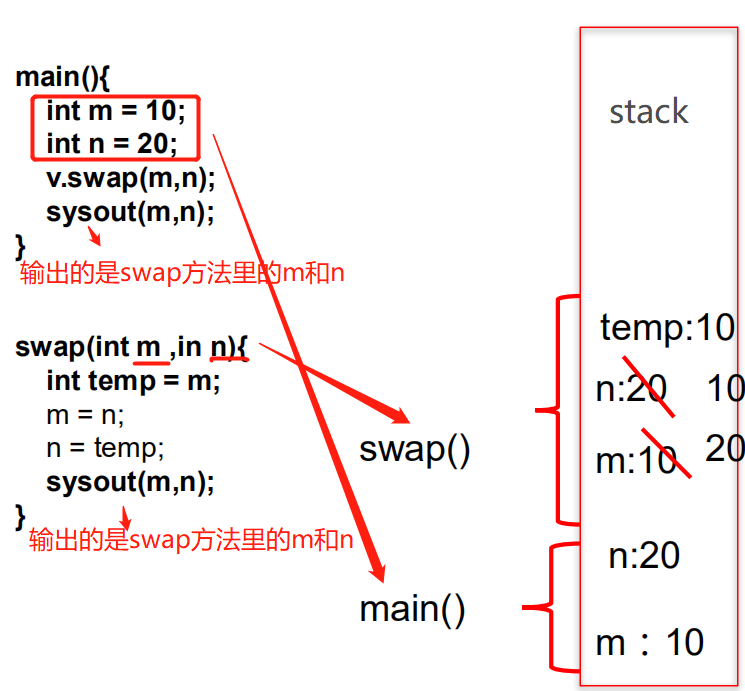 main(){
int m = 10;
int n = 20;
v.swap(m,n);
sysout(m,n);
}
输出的是swap方法里的m和n
swap(int m ,in n){
int temp = m;
m = n;
n = temp;
sysout(m,n);
}
输出的是swap方法里的m和n
swap()
main()
stack
temp:10
n:20 10
m:10 20
n:20
m：10